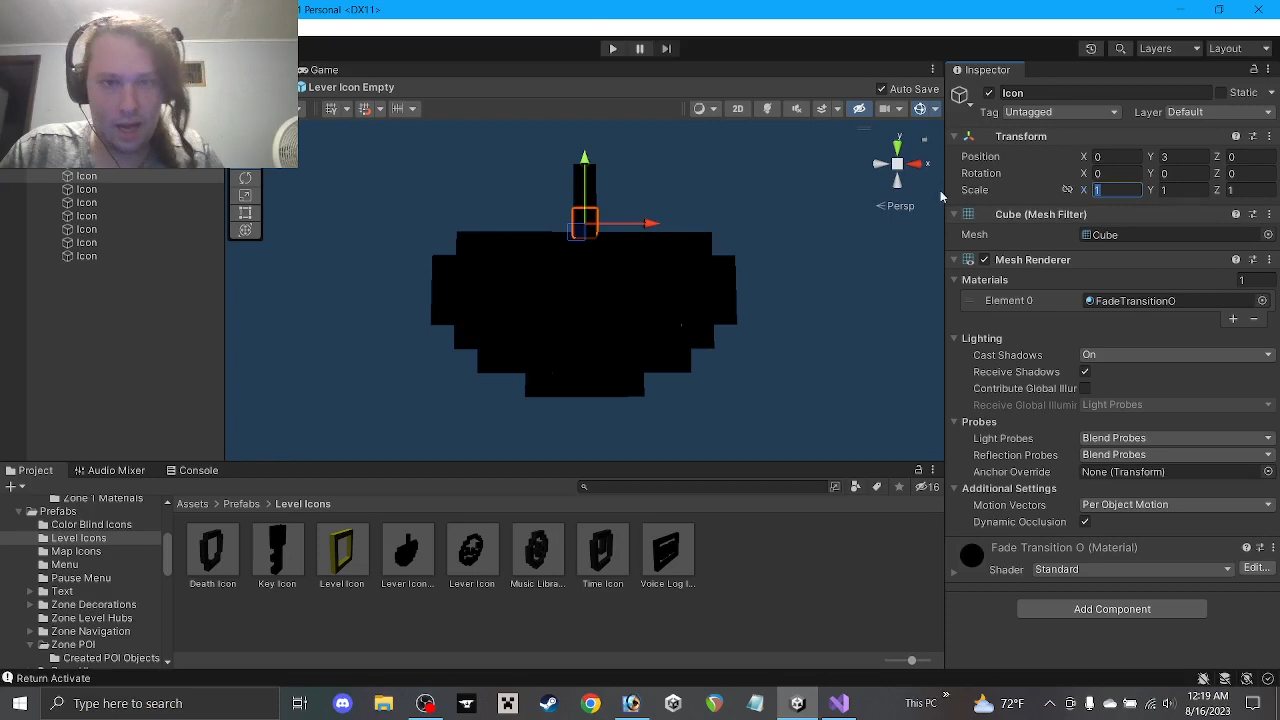 1 Personal <DX11>
Layers
Layout
Game
Inspector
Lever Icon Empty
Auto Save
Icon
Static
Tag Untagged Layer Default
2D
Transform
Position X 0 Y 3 Z 0
Rotation X 0 Y 0 Z 0
Scale X 1 Y 1 Z 1
y
x
Persp
Icon
Icon
Icon
Icon
Icon
Icon
Icon
Cube (Mesh Filter)
Mesh Cube
Mesh Renderer
Materials 1
Element 0 FadeTransitionO
Lighting
Cast Shadows On
Receive Shadows
Contribute Global Illum
Receive Global Illumin Light Probes
Probes
Light Probes Blend Probes
Reflection Probes Blend Probes
Anchor Override None (Transform)
Additional Settings
Motion Vectors Per Object Motion
Dynamic Occlusion
Fade Transition O (Material)
Shader Standard Edit...
Add Component
Project Audio Mixer Console
16
Zone 1 Materials
Prefabs
Color Blind Icons
Level Icons
Map Icons
Menu
Pause Menu
Text
Zone Decorations
Zone Level Hubs
Zone Navigation
Zone POI
Created POI Objects
Assets Prefabs Level Icons
Death Icon Key Icon Level Icon Lever Icon... Lever Icon Music Libra... Time Icon Voice Log I...
Return Activate
Type here to search
This PC
72°F
12:19 AM
8/16/2023